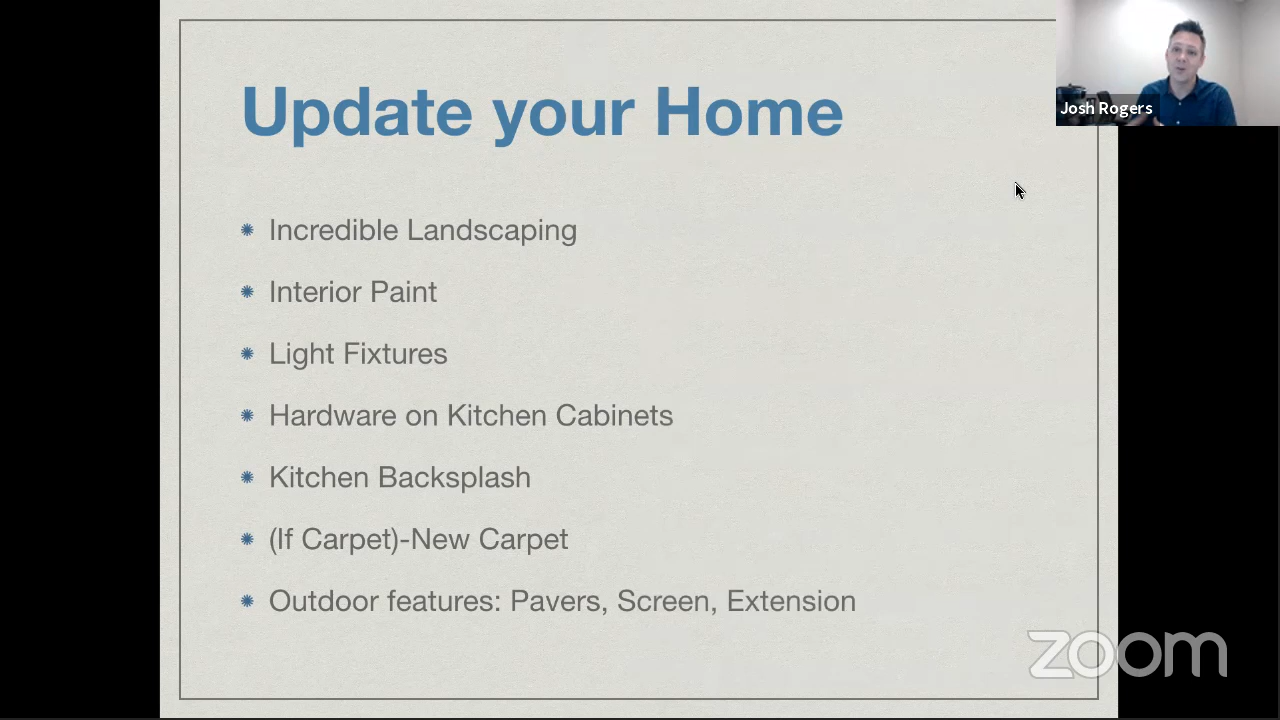 Update your Home
Josh Rogers
Incredible Landscaping
Interior Paint
Light Fixtures
Hardware on Kitchen Cabinets
Kitchen Backsplash
(If Carpet)-New Carpet
Outdoor features: Pavers, Screen, Extension
zoom